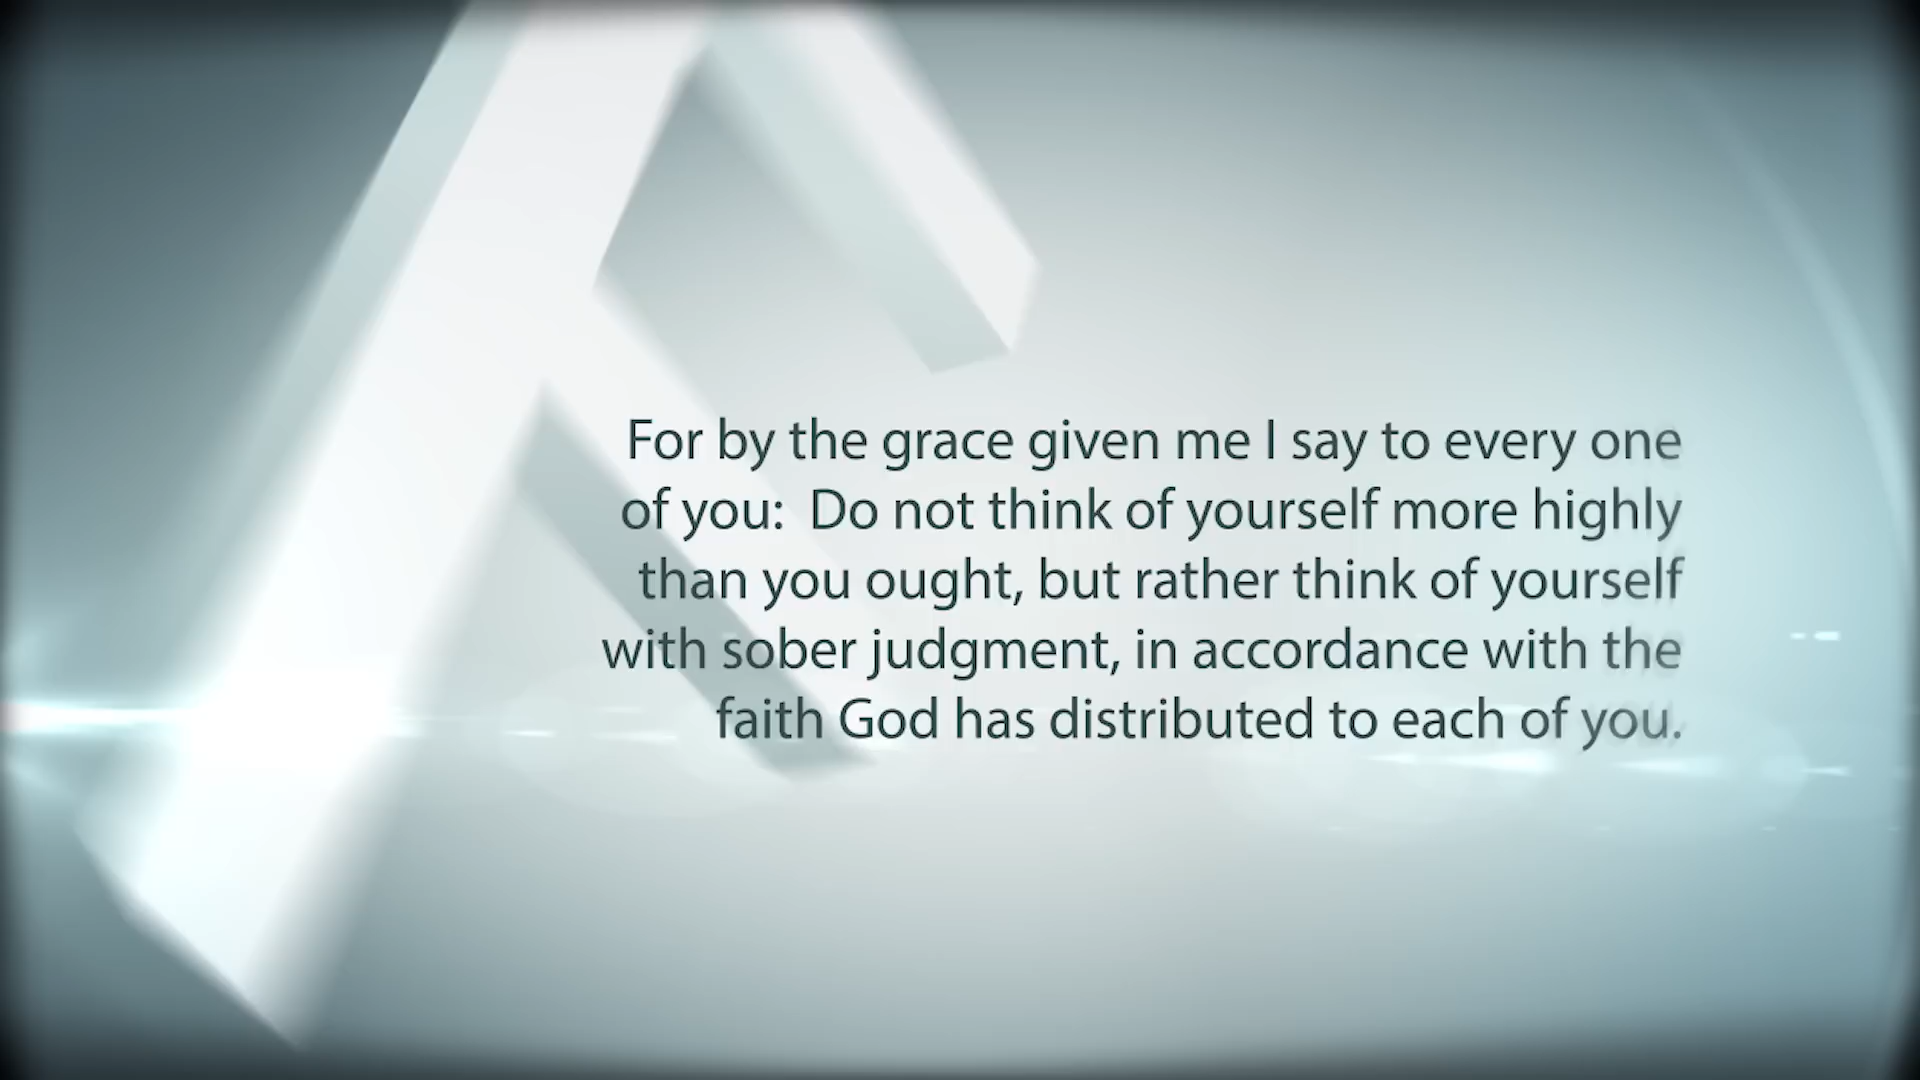 For by the grace given me I say to every one
of you:  Do not think of yourself more highly
than you ought, but rather think of yourself
with sober judgment, in accordance with the
faith God has distributed to each of you.